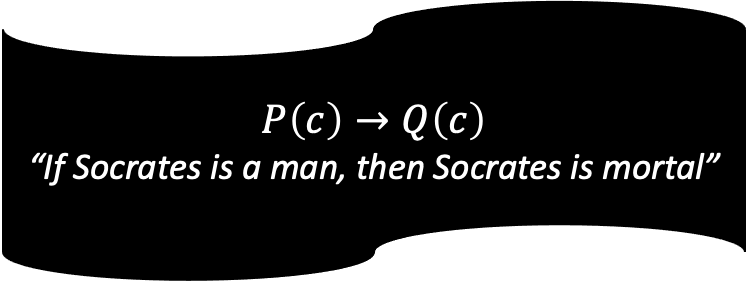 P(c) → Q(c)
“If Socrates is a man, then Socrates is mortal”